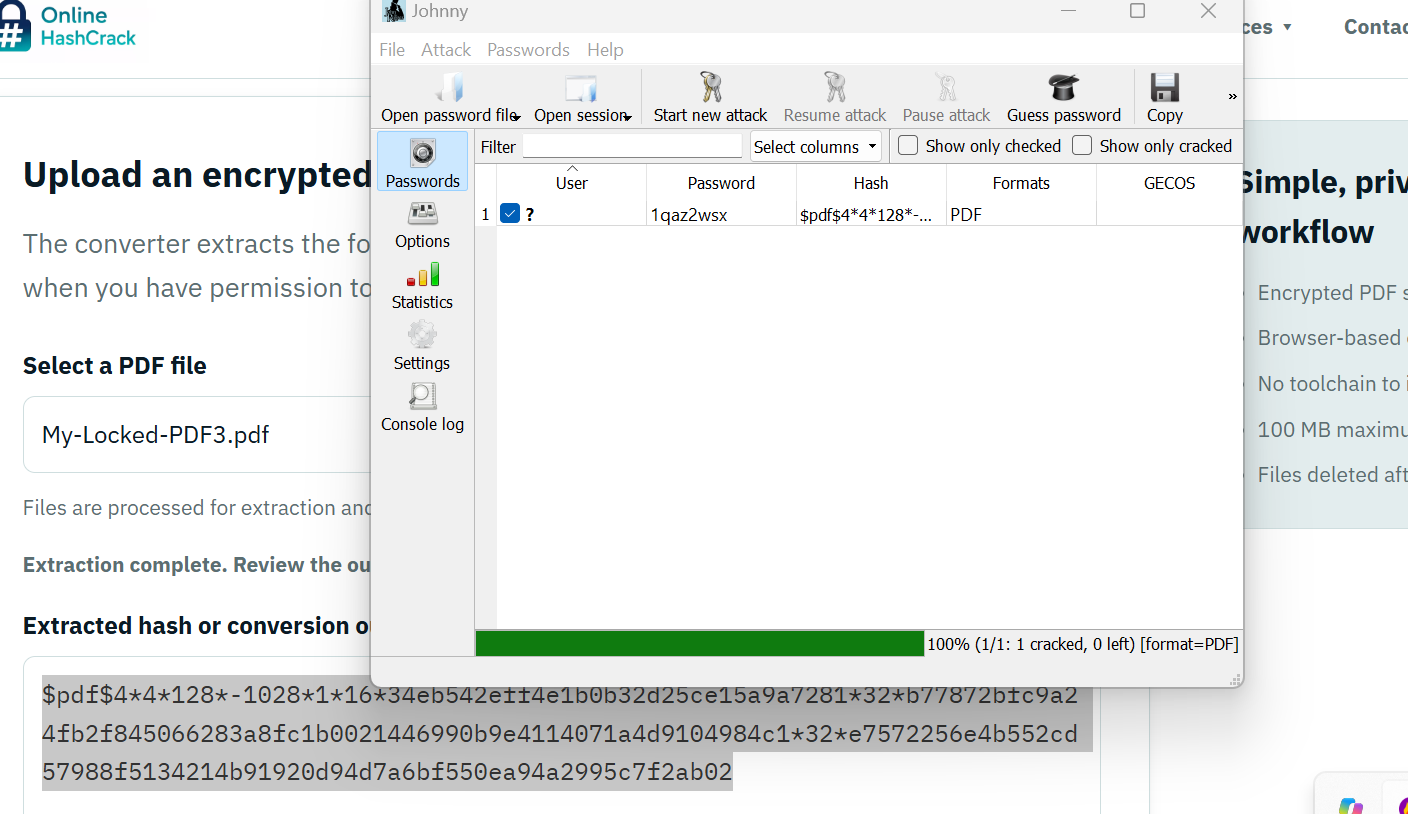 Online
HashCrack
Johnny
File Attack Passwords Help
Open password file Open session Start new attack Resume attack Pause attack Guess password Copy »
Filter Select columns Show only checked Show only cracked
Passwords
Options
Statistics
Settings
Console log
User Password Hash Formats GECOS
1 ? 1qaz2wsx $pdf$4*4*128*-... PDF
100% (1/1: 1 cracked, 0 left) [format=PDF]
Upload an encrypted
The converter extracts the fo
when you have permission to
Select a PDF file
My-Locked-PDF3.pdf
Files are processed for extraction and
Extraction complete. Review the ou
Extracted hash or conversion o
$pdf$4*4*128*-1028*1*16*34eb542eff4e1b0b32d25ce15a9a7281*32*b77872bfc9a2
4fb2f845066283a8fc1b0021446990b9e4114071a4d9104984c1*32*e7572256e4b552cd
57988f5134214b91920d94d7a6bf550ea94a2995c7f2ab02
ces Contac
Simple, priv
workflow
Encrypted PDF s
Browser-based
No toolchain to i
100 MB maximu
Files deleted aft